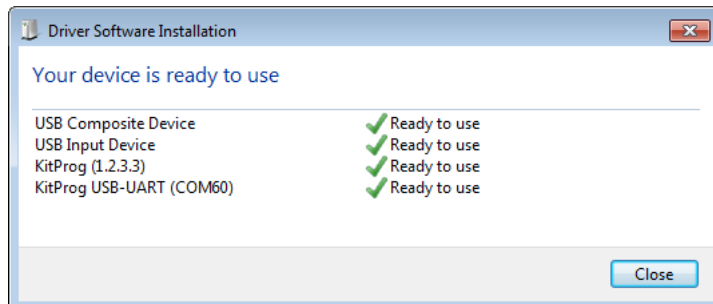 Driver Software Installation
Your device is ready to use
USB Composite Device Ready to use
USB Input Device Ready to use
KitProg (1.2.3.3) Ready to use
KitProg USB-UART (COM60) Ready to use
Close